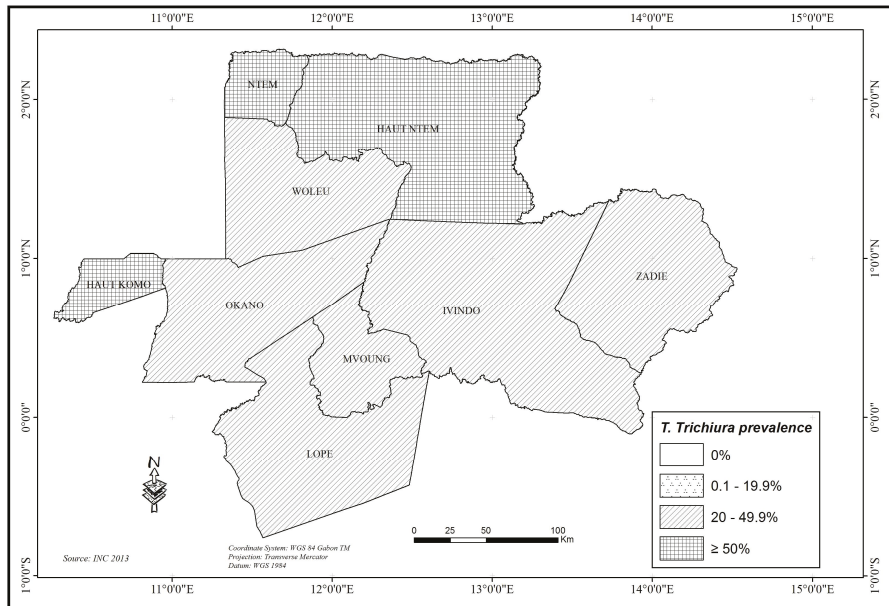 11°0'0"E 12°0'0"E 13°0'0"E 14°0'0"E 15°0'0"E
2°0'0"N 2°0'0"N
1°0'0"N 1°0'0"N
0°0'0" 0°0'0"
1°0'0"S 1°0'0"S
NTEM
HAUT NTEM
WOLEU
HAUT KOMO
OKANO
IVINDO
ZADIE
MVOUNG
LOPE
N
T. Trichiura prevalence
0%
0.1 - 19.9%
20 - 49.9%
≥ 50%
0 25 50 100
Km
Source: INC 2013
Coordinate System: WGS 84 Gabon TM
Projection: Transverse Mercator
Datum: WGS 1984
11°0'0"E 12°0'0"E 13°0'0"E 14°0'0"E 15°0'0"E